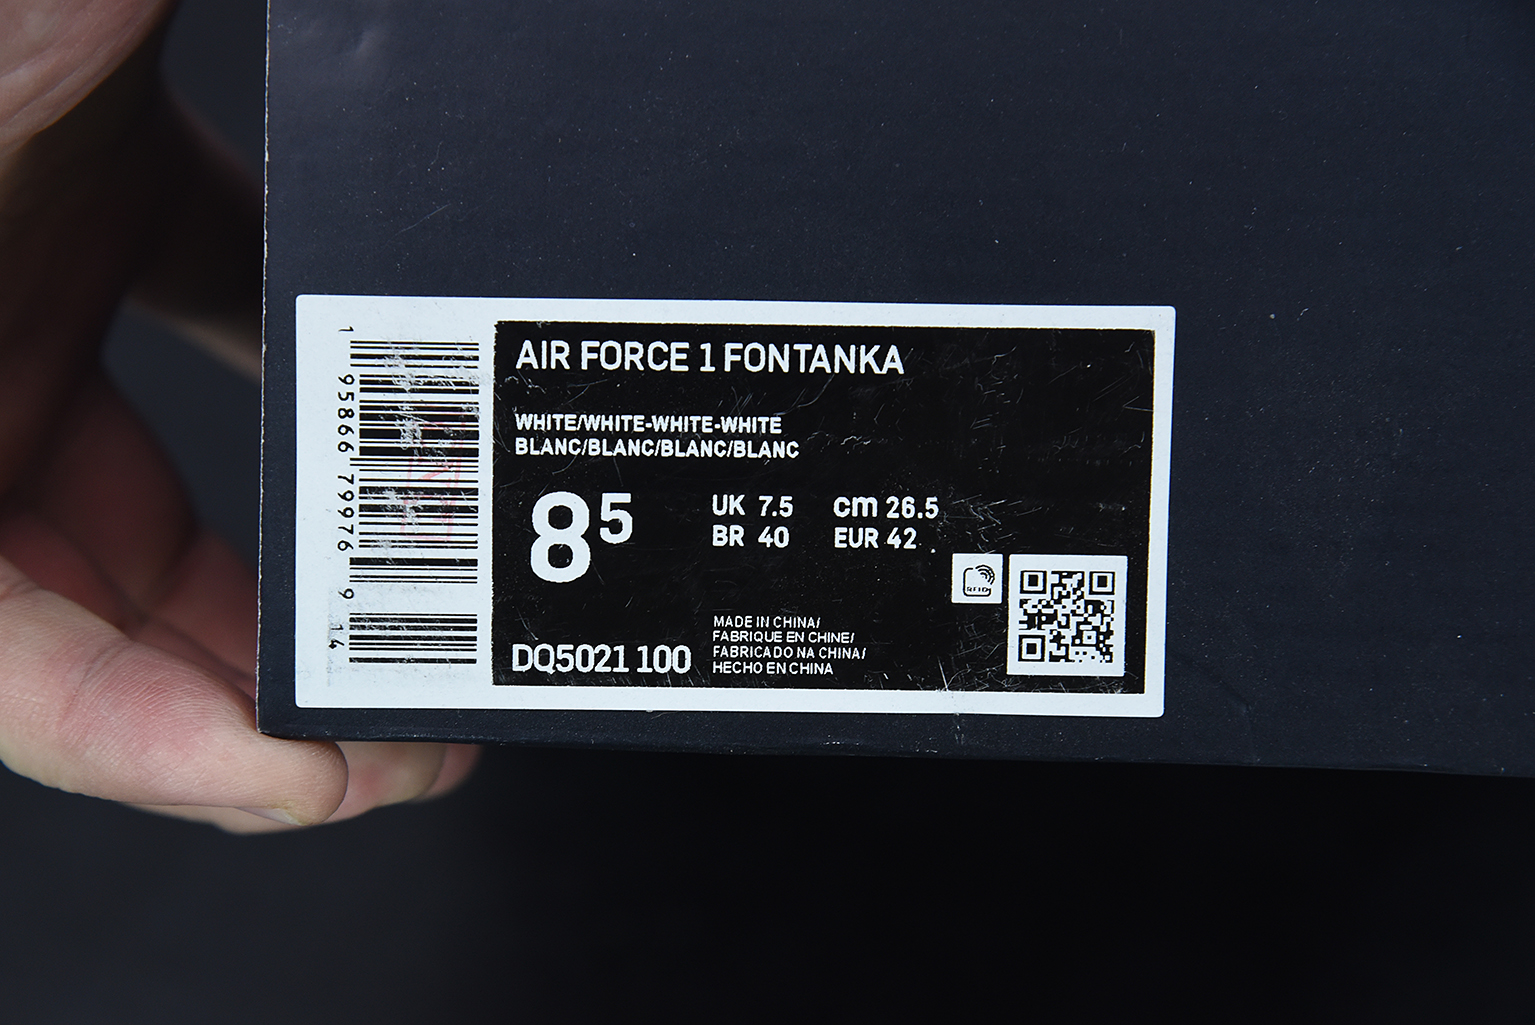 AIR FORCE 1 FONTANKA
WHITE/WHITE-WHITE-WHITE
BLANC/BLANC/BLANC/BLANC
8 5
UK 7.5 cm 26.5
BR 40 EUR 42
RFID
DQ5021 100
MADE IN CHINA/
FABRIQUE EN CHINE/
FABRICADO NA CHINA/
HECHO EN CHINA
1 95866 79976 9 14